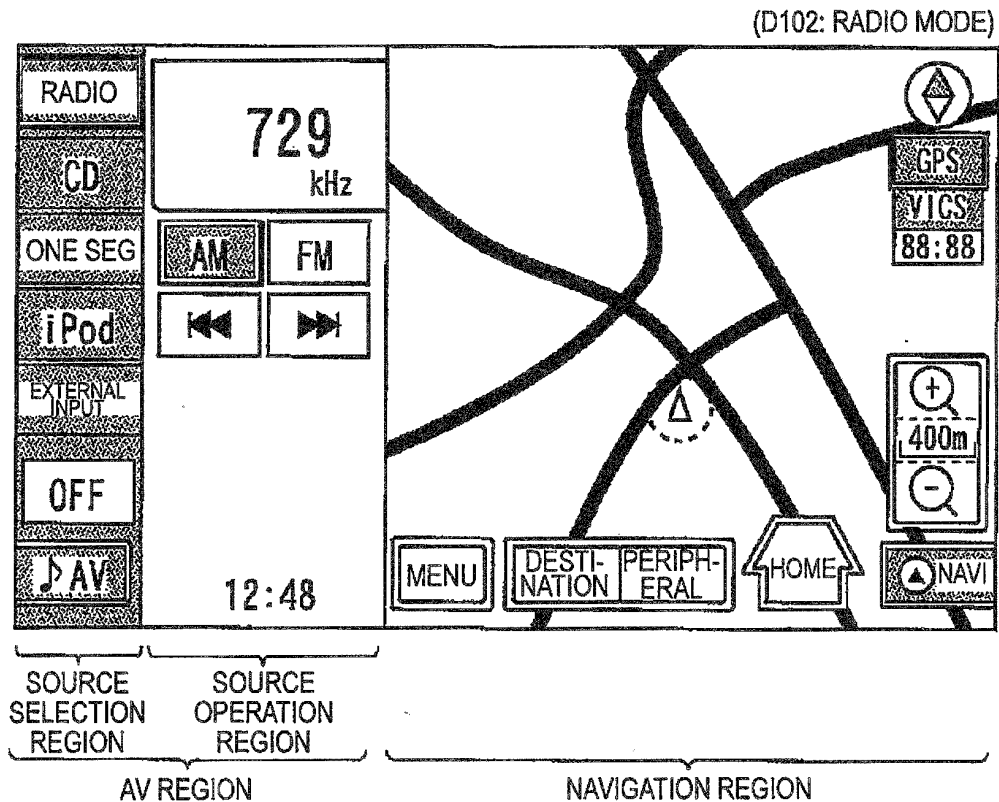 (D102: RADIO MODE)
RADIO
CD
ONE SEG
iPod
EXTERNAL
INPUT
OFF
♪AV
729
kHz
AM
FM
12:48
GPS
VICS
88:88
400m
MENU
DESTI-
NATION
PERIPH-
ERAL
HOME
NAVI
SOURCE
SELECTION
REGION
SOURCE
OPERATION
REGION
AV REGION
NAVIGATION REGION